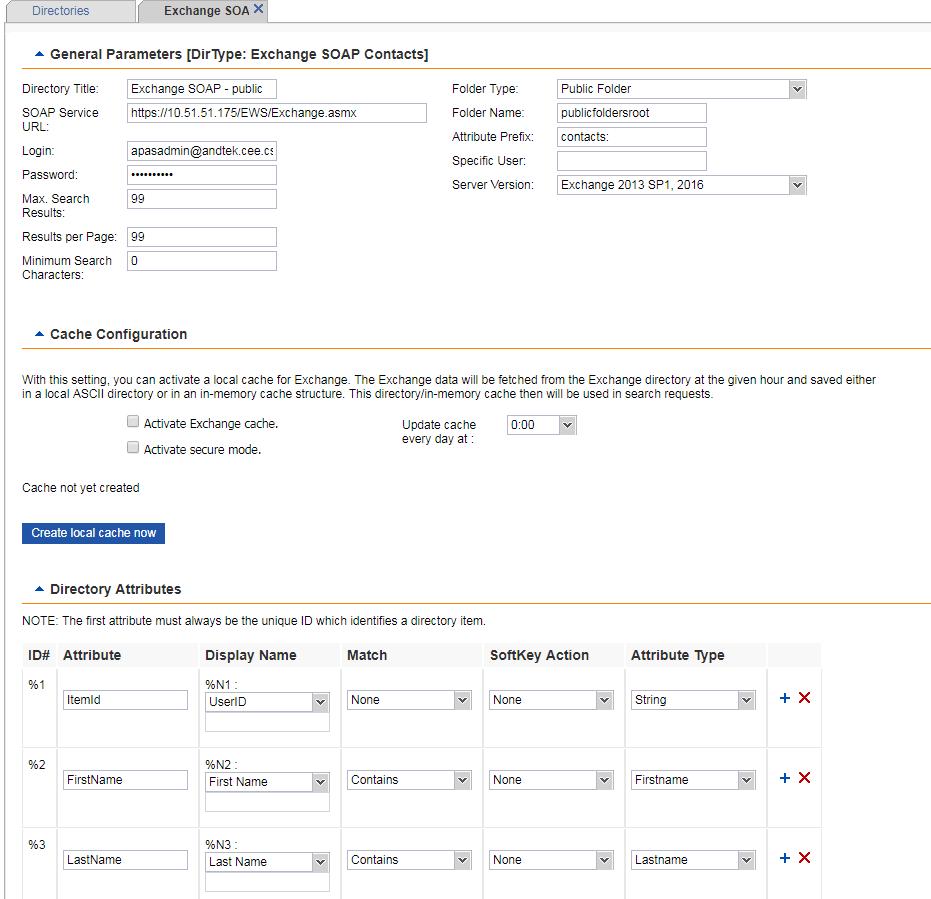 Directories
Exchange SOA
General Parameters [DirType: Exchange SOAP Contacts]
Directory Title:
Exchange SOAP - public
Folder Type:
Public Folder
SOAP Service
URL:
https://10.51.51.175/EWS/Exchange.asmx
Folder Name:
publicfoldersroot
Attribute Prefix:
contacts:
Login:
apasadmin@andtek.cee.cs
Specific User:
Password:
••••••••••
Server Version:
Exchange 2013 SP1, 2016
Max. Search
Results:
99
Results per Page:
99
Minimum Search
Characters:
0
Cache Configuration
With this setting, you can activate a local cache for Exchange. The Exchange data will be fetched from the Exchange directory at the given hour and saved either
in a local ASCII directory or in an in-memory cache structure. This directory/in-memory cache then will be used in search requests.
Activate Exchange cache.
Update cache
every day at :
0:00
Activate secure mode.
Cache not yet created
Create local cache now
Directory Attributes
NOTE: The first attribute must always be the unique ID which identifies a directory item.
ID# Attribute Display Name Match SoftKey Action Attribute Type
%1
ItemId
%N1 :
UserID
None
None
String
%2
FirstName
%N2 :
First Name
Contains
None
Firstname
%3
LastName
%N3 :
Last Name
Contains
None
Lastname